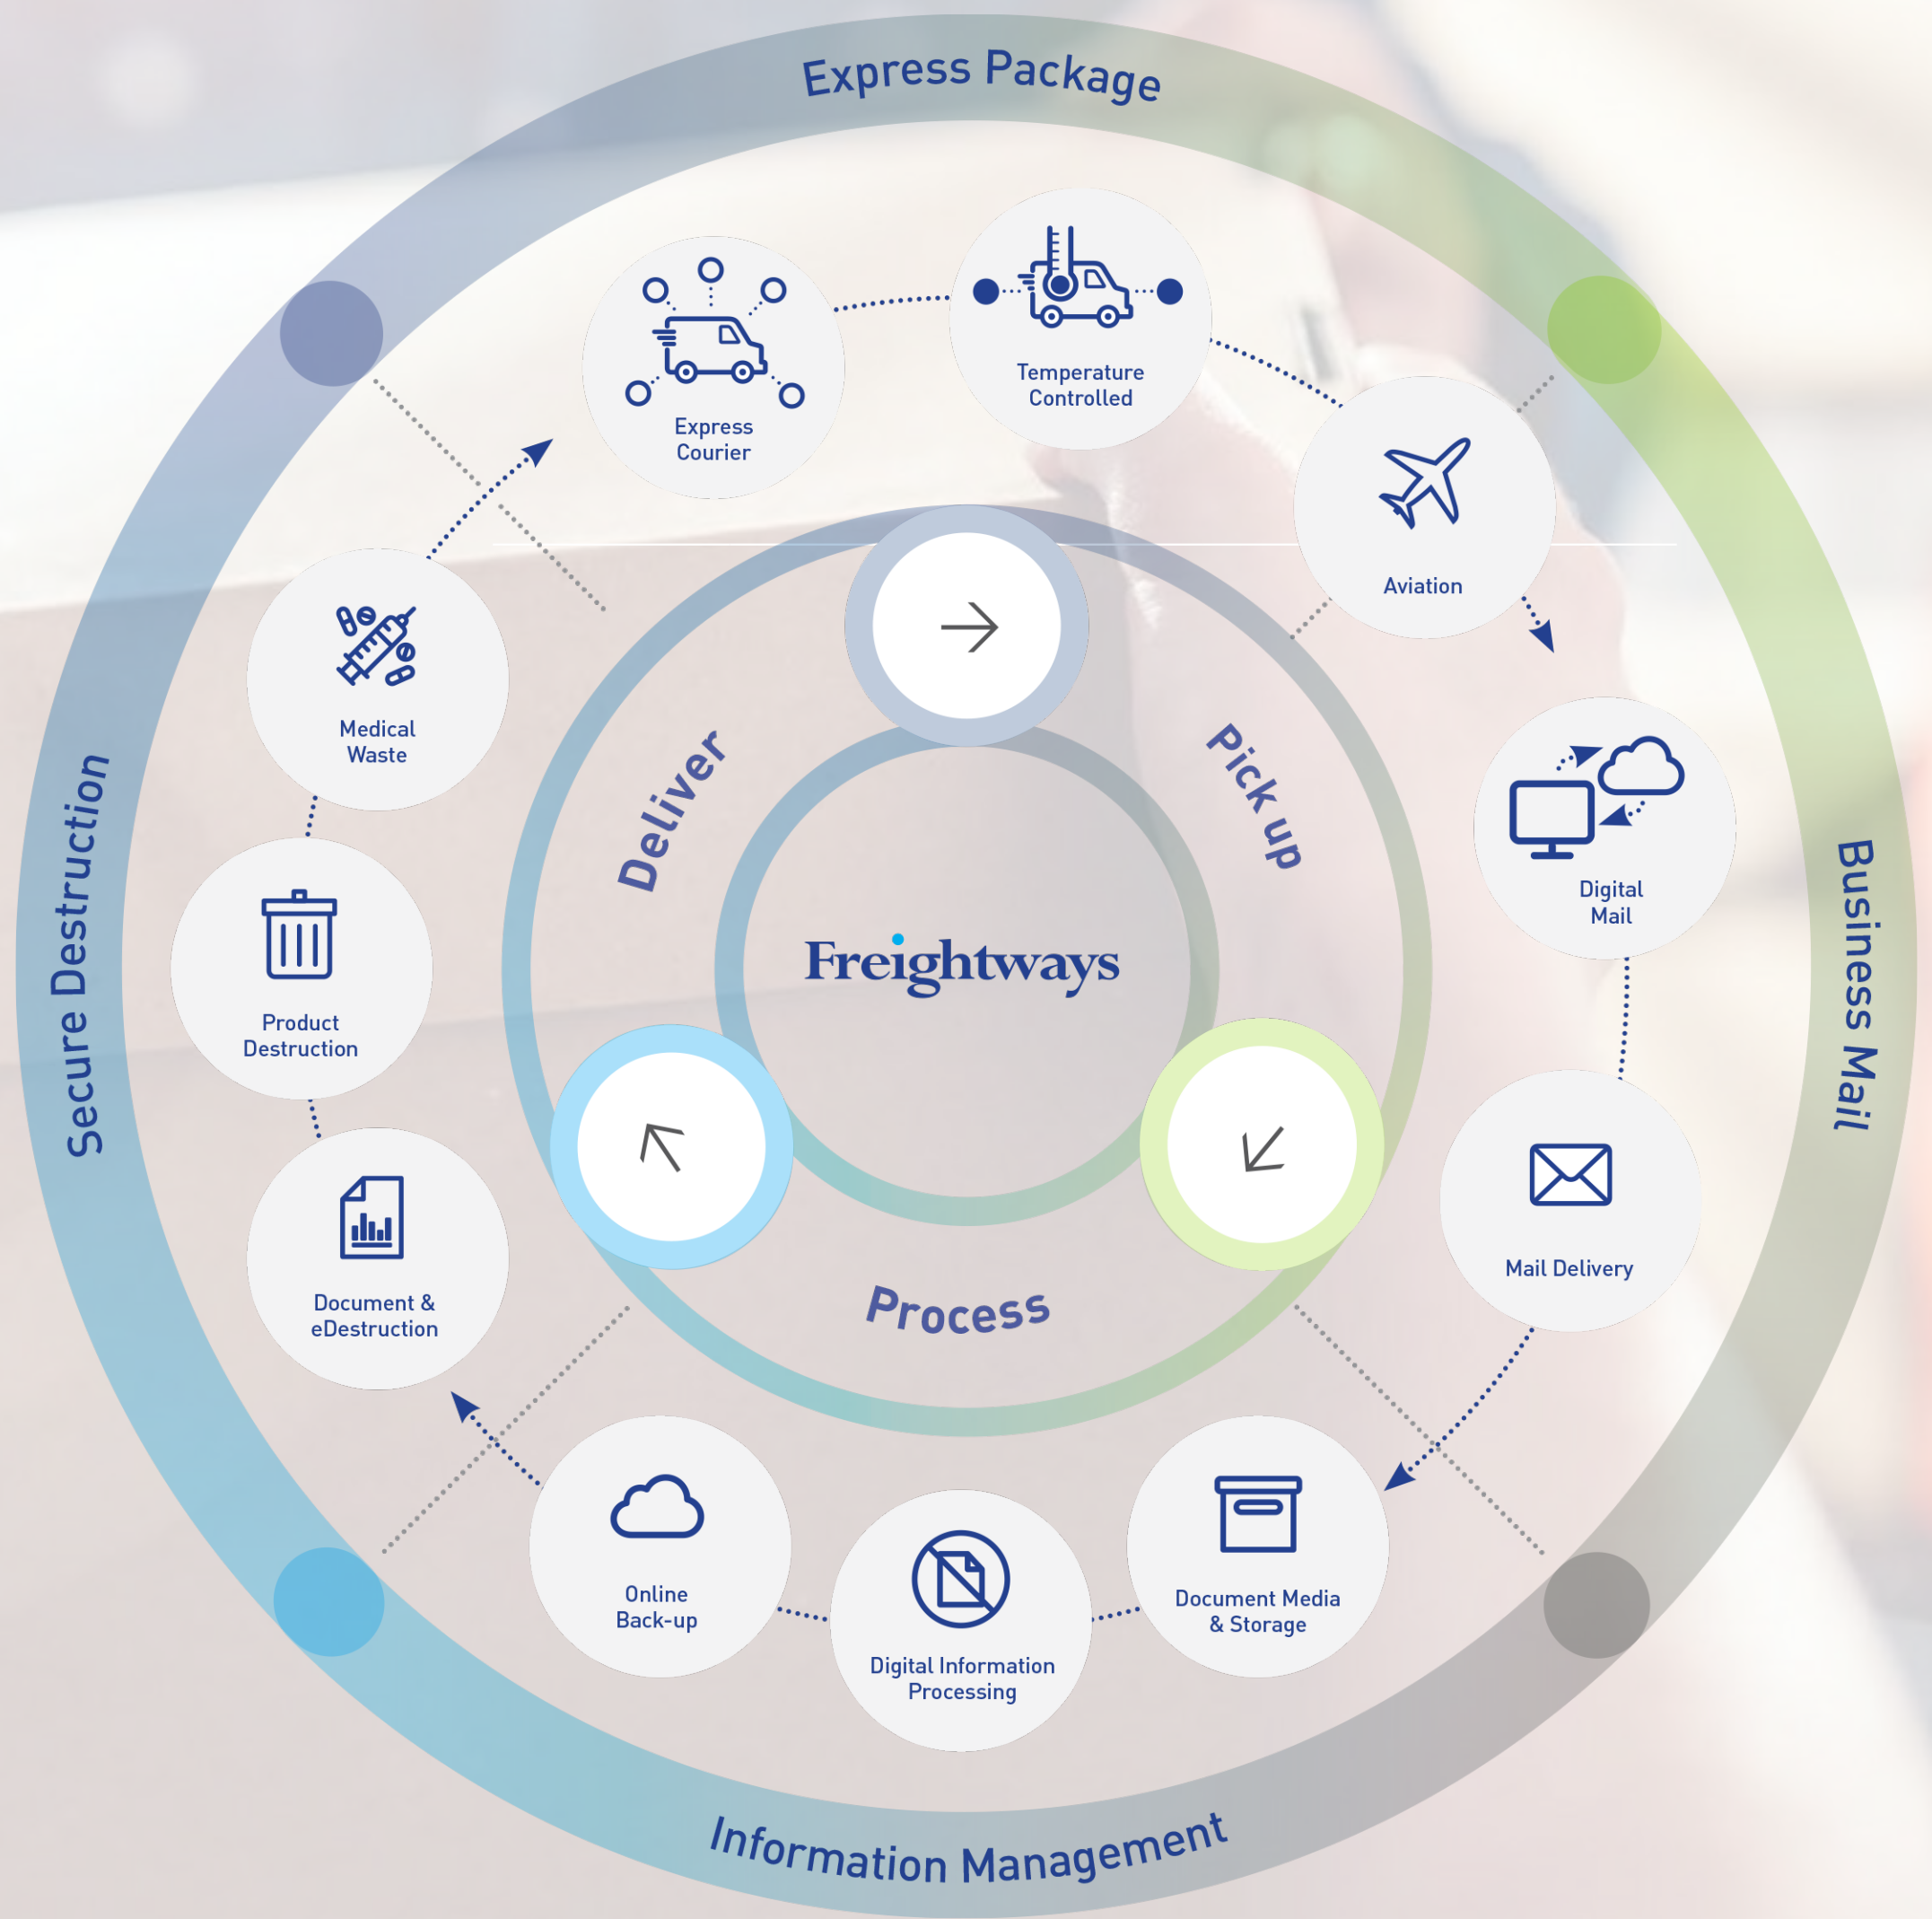 Express Package
Express
Courier
Temperature
Controlled
Aviation
Digital
Mail
Mail Delivery
Business Mail
Document Media
& Storage
Digital Information
Processing
Online
Back-up
Information Management
Document &
eDestruction
Product
Destruction
Medical
Waste
Secure Destruction
Deliver
Pick up
Process
Freightways